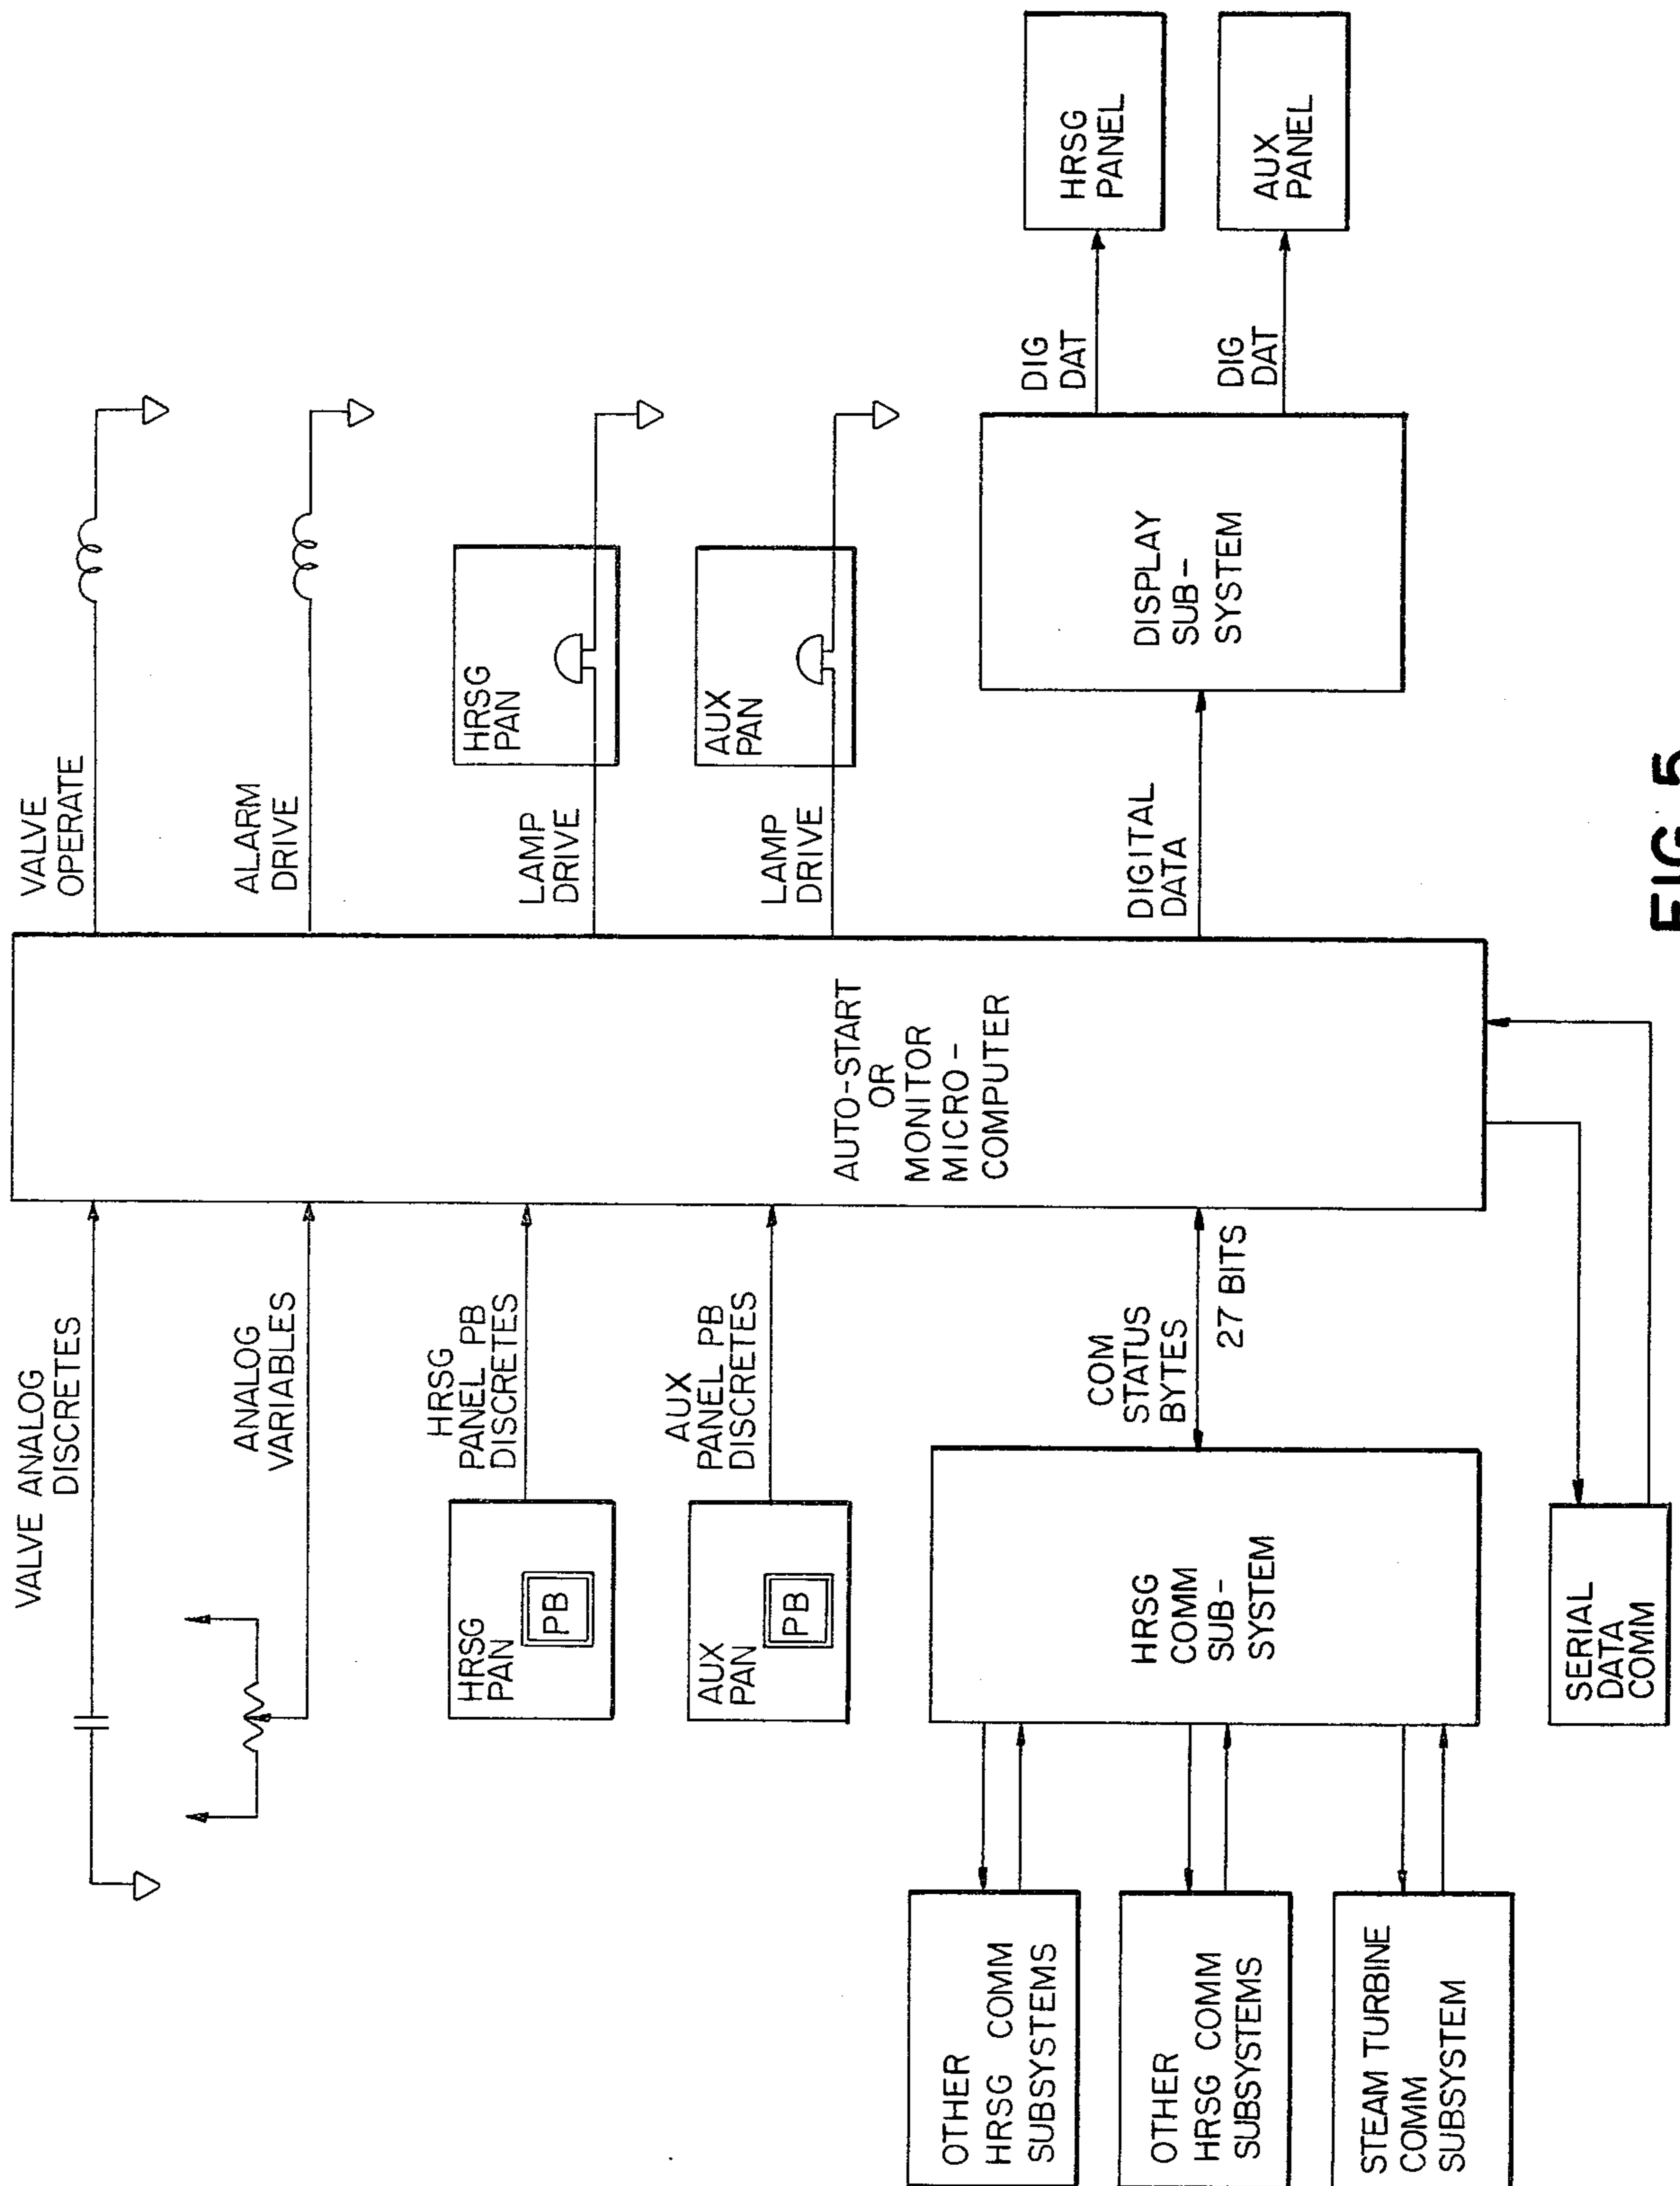 VALVE ANALOG
DISCRETES
ANALOG
VARIABLES
HRSG
PANEL PB
DISCRETES
HRSG
PAN
PB
AUX
PANEL PB
DISCRETES
AUX
PAN
PB
COM
STATUS
BYTES
27 BITS
HRSG
COMM
SUB-
SYSTEM
OTHER
HRSG COMM
SUBSYSTEMS
OTHER
HRSG COMM
SUBSYSTEMS
STEAM TURBINE
COMM
SUBSYSTEM
SERIAL
DATA
COMM
AUTO-START
OR
MONITOR
MICRO-
COMPUTER
VALVE
OPERATE
ALARM
DRIVE
LAMP
DRIVE
HRSG
PAN
LAMP
DRIVE
AUX
PAN
DIGITAL
DATA
DISPLAY
SUB-
SYSTEM
DIG
DAT
HRSG
PANEL
DIG
DAT
AUX
PANEL
FIG 5